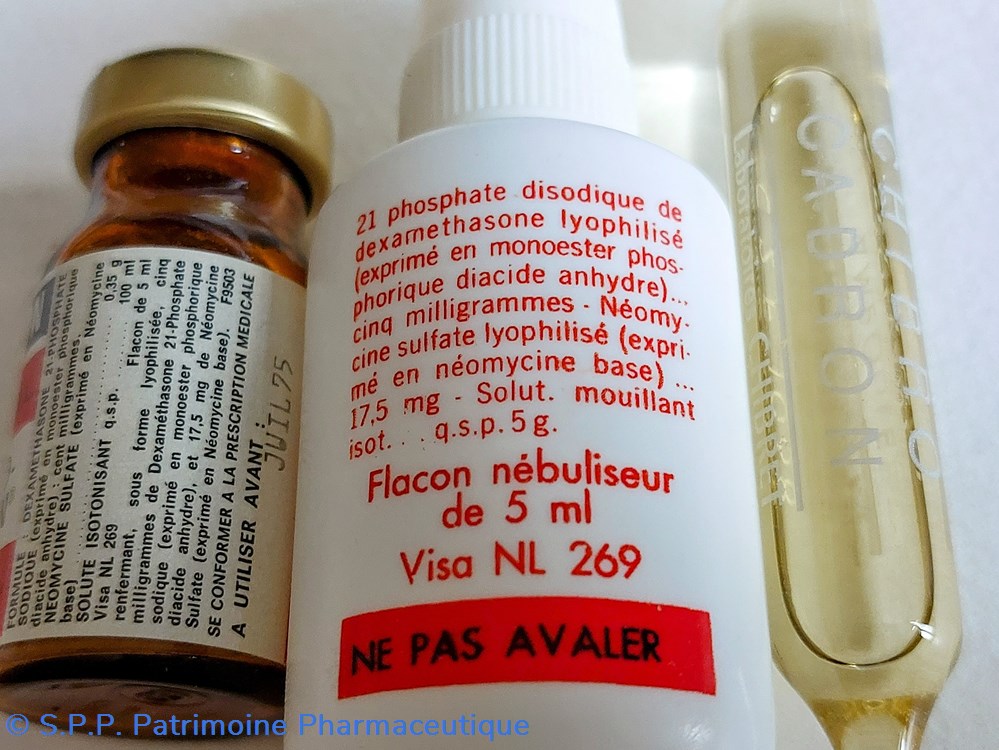 FORMULE : DEXAMETHASONE, 21-PHOSPHATE
SODIQUE (exprimé en monoester phosphorique
diacide anhydre) : cent milligrammes.
NEOMYCINE SULFATE (exprimé en Néomycine
base) .......................... 0,35 g
SOLUTE ISOTONISANT q.s.p. ..... 100 ml
Visa NL 269 Flacon de 5 ml
renfermant, sous forme lyophilisée, cinq
milligrammes de Dexaméthasone 21-Phosphate
sodique (exprimé en monoester phosphorique
diacide anhydre), et 17,5 mg de Néomycine
Sulfate (exprimé en Néomycine base). F9503
SE CONFORMER A LA PRESCRIPTION MEDICALE
A UTILISER AVANT :
JUIL 75
21 phosphate disodique de
dexamethasone lyophilisé
(exprimé en monoester phos-
phorique diacide anhydre)...
cinq milligrammes - Néomy-
cine sulfate lyophilisé (expri-
mé en néomycine base) ...
17,5 mg - Solut. mouillant
isot. . . q.s.p. 5 g.
Flacon nébuliseur
de 5 ml
Visa NL 269
NE PAS AVALER
CADRON
Laboratoires
© S.P.P. Patrimoine Pharmaceutique